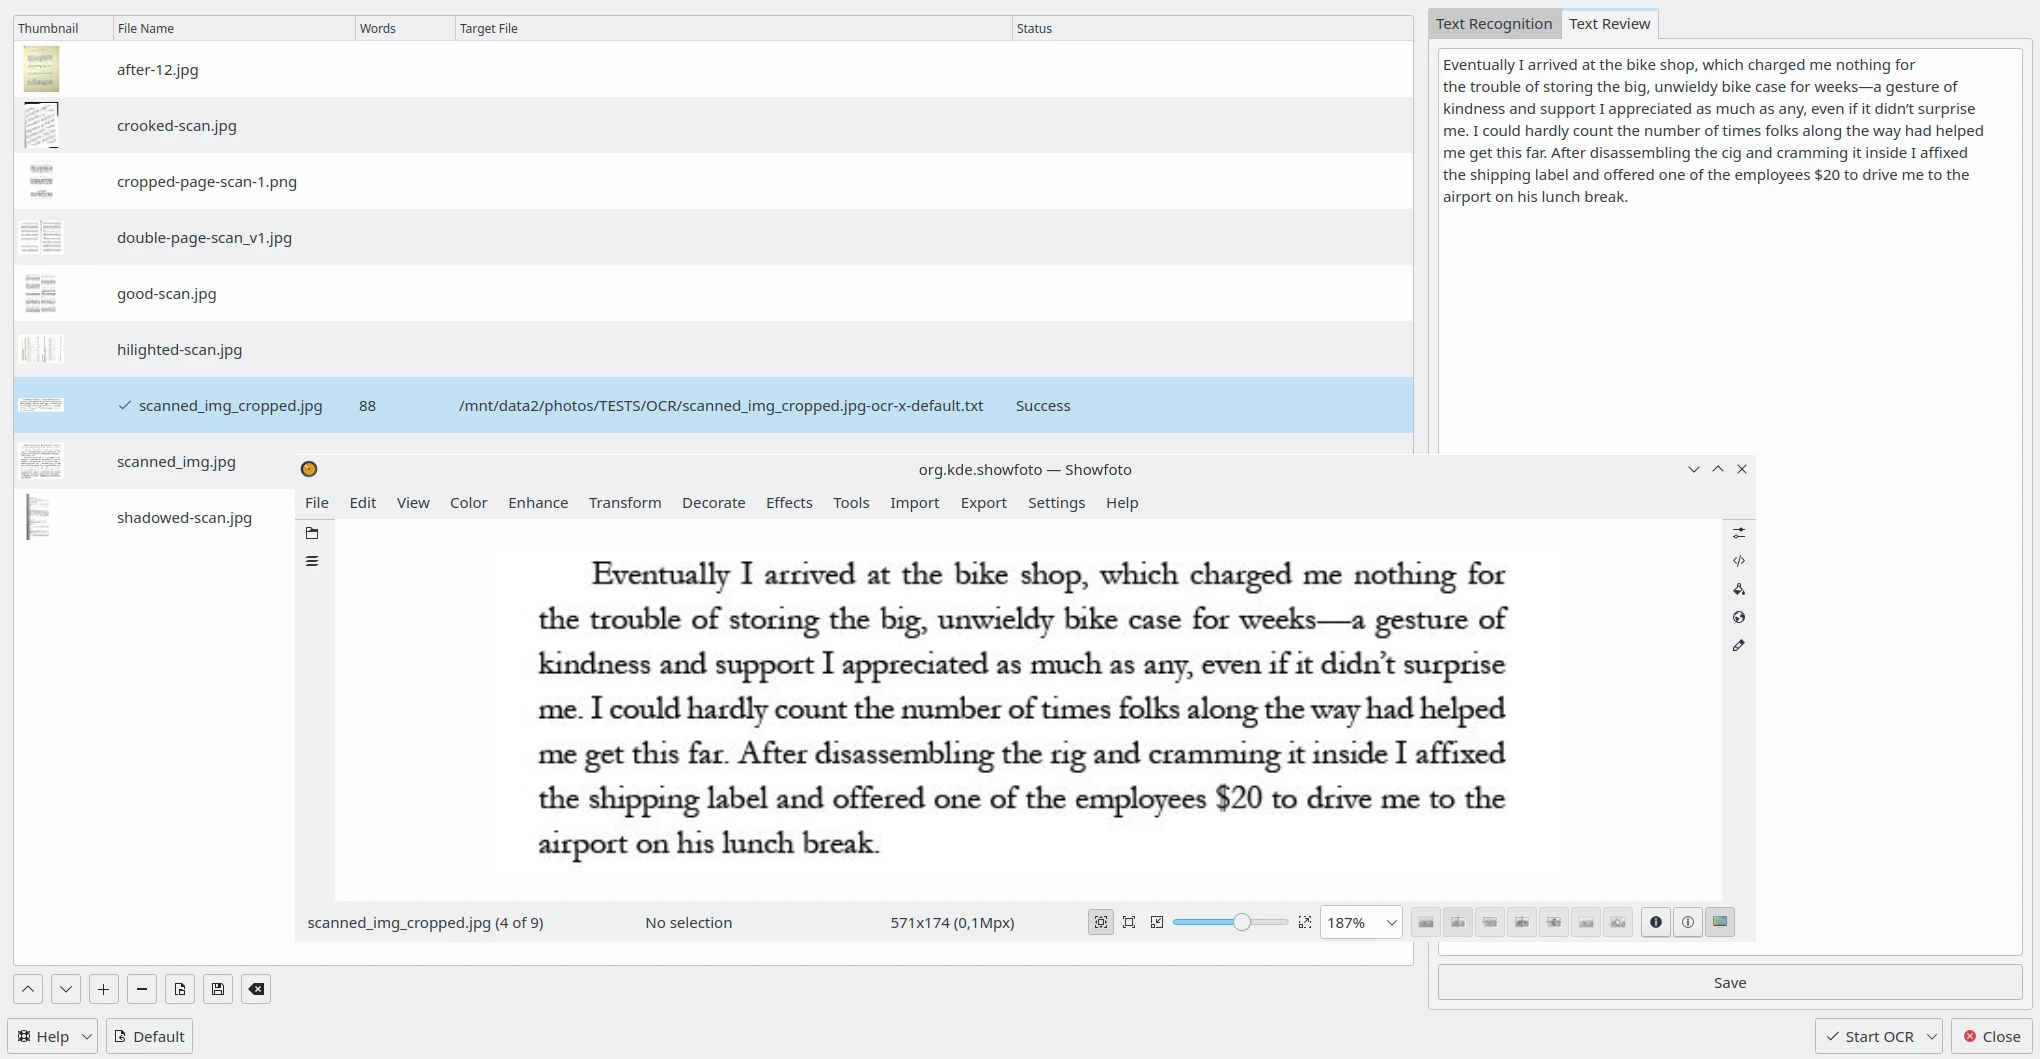 Thumbnail File Name Words Target File Status
after-12.jpg
crooked-scan.jpg
cropped-page-scan-1.png
double-page-scan_v1.jpg
good-scan.jpg
hilighted-scan.jpg
scanned_img_cropped.jpg 88 /mnt/data2/photos/TESTS/OCR/scanned_img_cropped.jpg-ocr-x-default.txt Success
scanned_img.jpg
shadowed-scan.jpg
Text Recognition Text Review
Eventually I arrived at the bike shop, which charged me nothing for
the trouble of storing the big, unwieldy bike case for weeks—a gesture of
kindness and support I appreciated as much as any, even if it didn’t surprise
me. I could hardly count the number of times folks along the way had helped
me get this far. After disassembling the cig and cramming it inside I affixed
the shipping label and offered one of the employees $20 to drive me to the
airport on his lunch break.
org.kde.showfoto — Showfoto
File Edit View Color Enhance Transform Decorate Effects Tools Import Export Settings Help
Eventually I arrived at the bike shop, which charged me nothing for
the trouble of storing the big, unwieldy bike case for weeks—a gesture of
kindness and support I appreciated as much as any, even if it didn’t surprise
me. I could hardly count the number of times folks along the way had helped
me get this far. After disassembling the rig and cramming it inside I affixed
the shipping label and offered one of the employees $20 to drive me to the
airport on his lunch break.
scanned_img_cropped.jpg (4 of 9) No selection 571x174 (0,1Mpx) 187%
Save
Help Default Start OCR Close